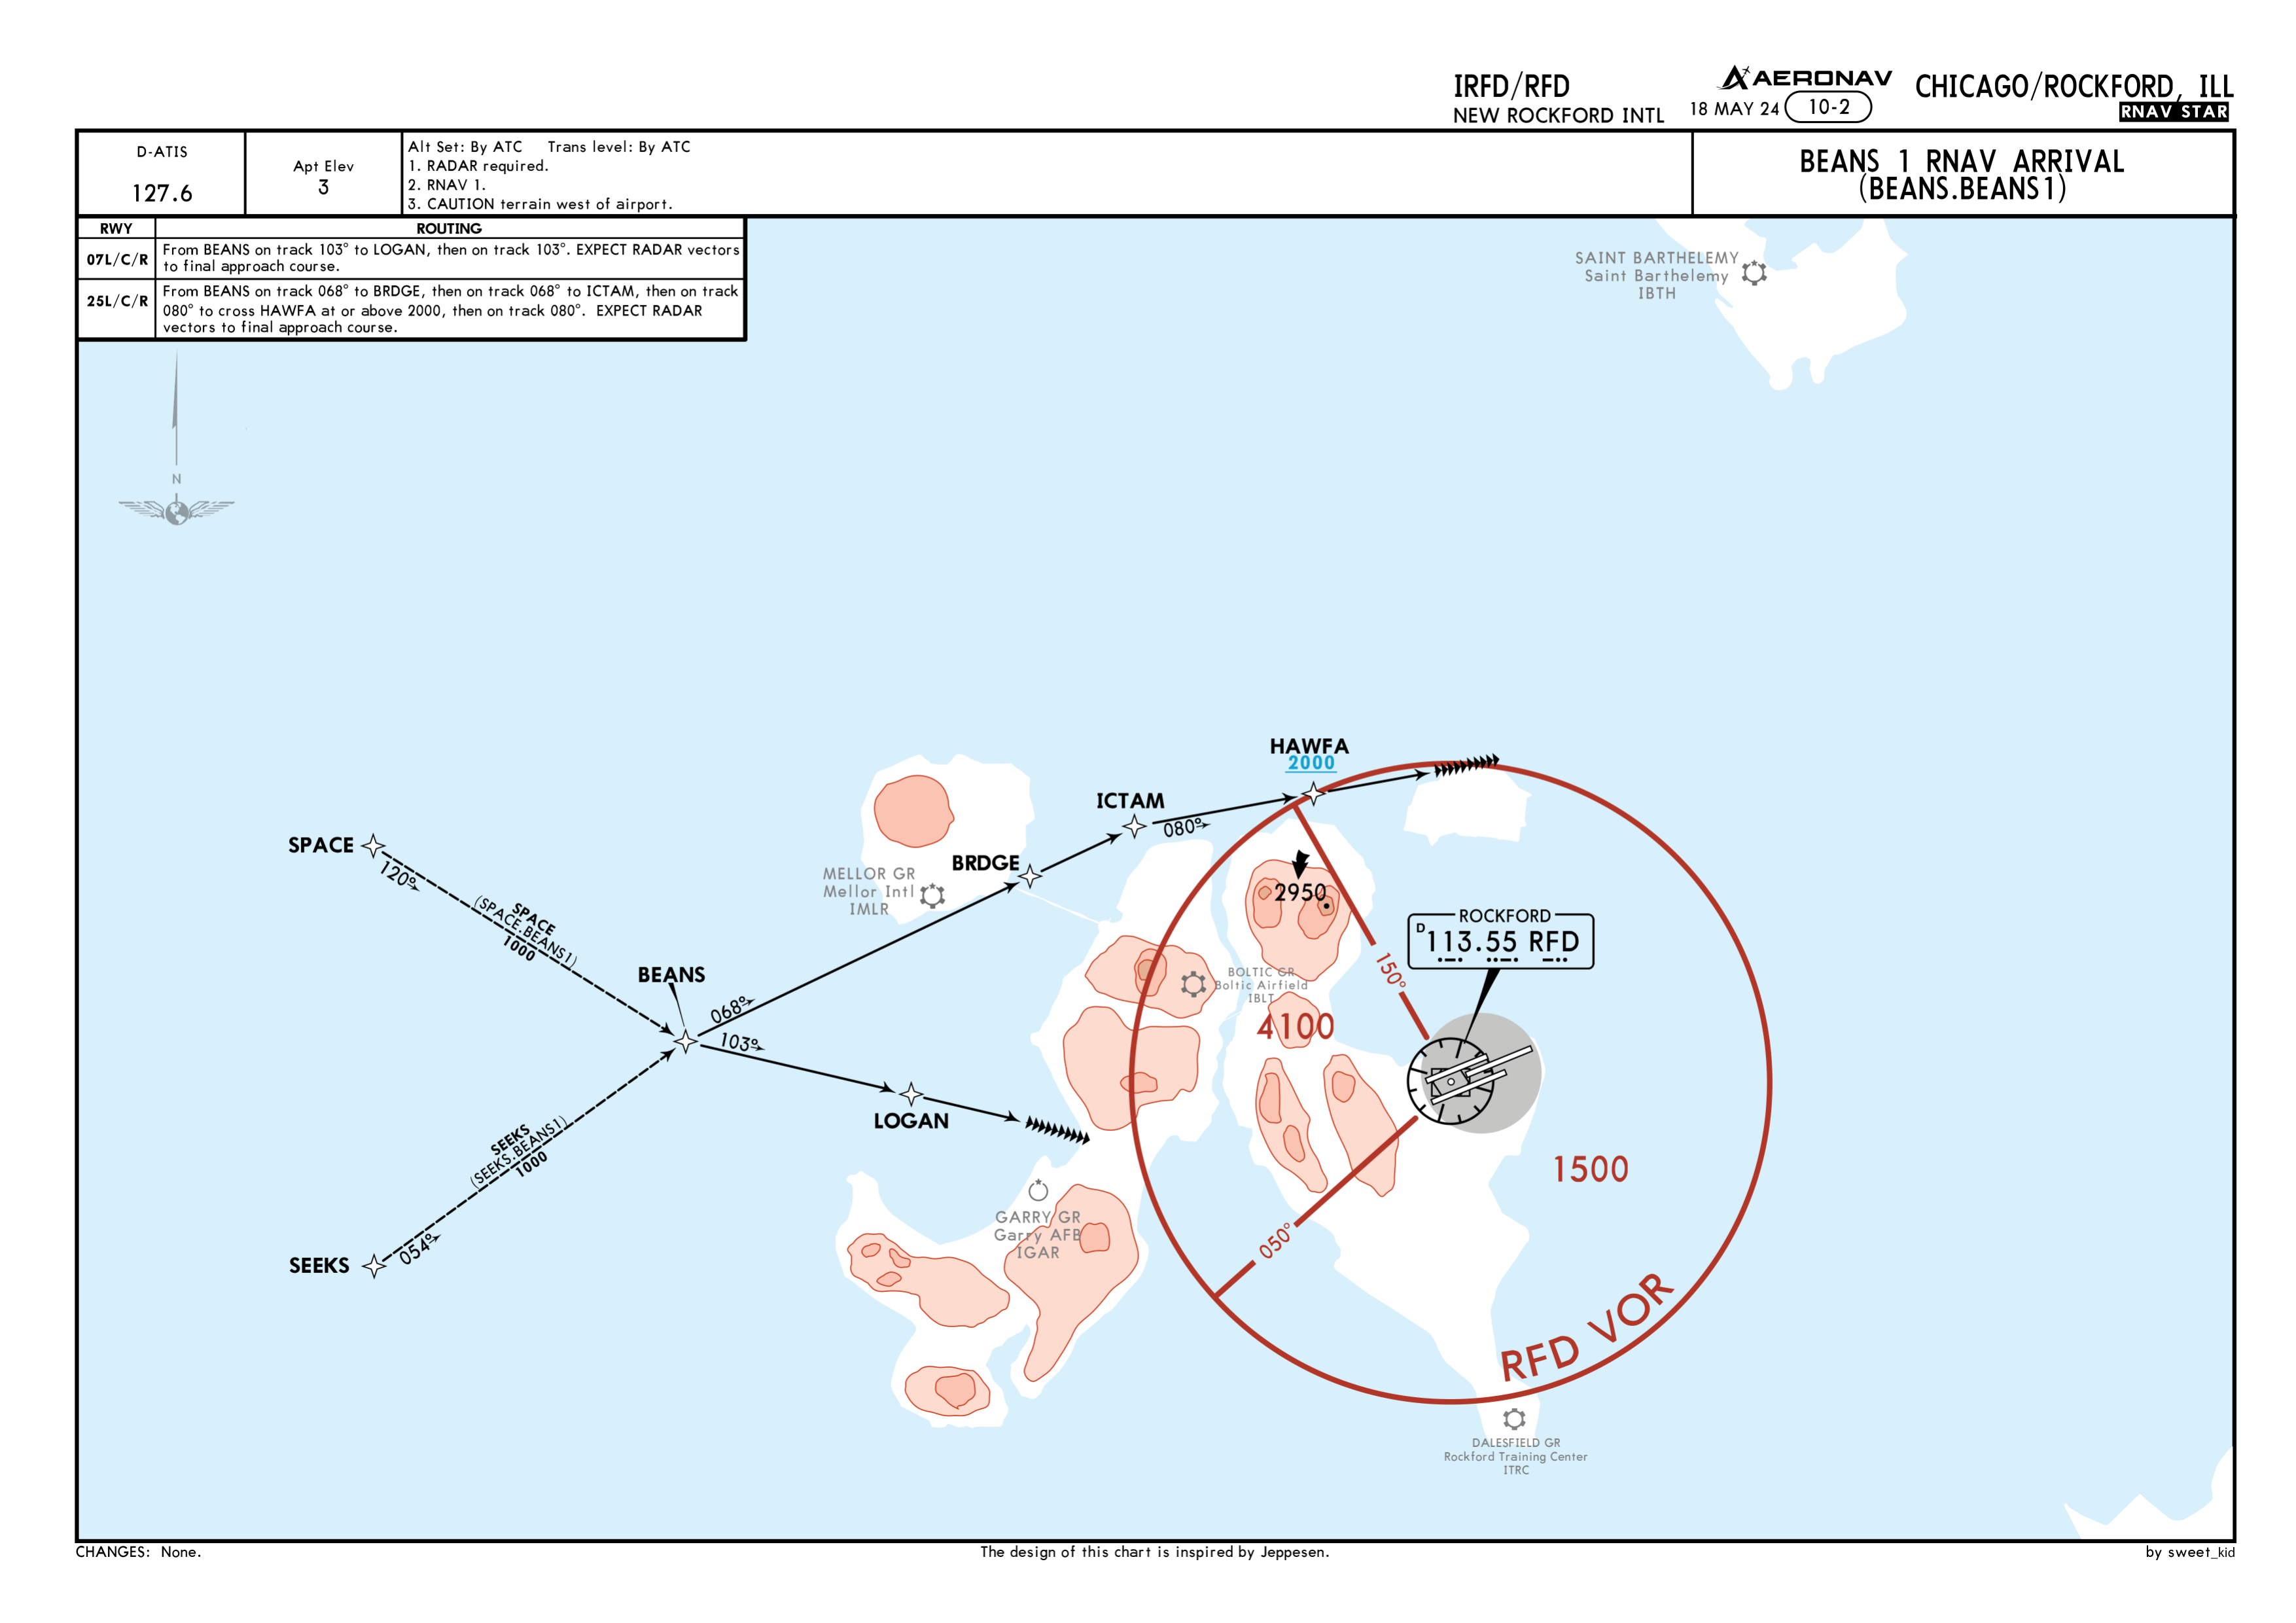 IRFD/RFD
NEW ROCKFORD INTL
AERONAV
18 MAY 24
10-2
CHICAGO/ROCKFORD, ILL
RNAV STAR
D-ATIS
127.6
Apt Elev
3
Alt Set: By ATC Trans level: By ATC
1. RADAR required.
2. RNAV 1.
3. CAUTION terrain west of airport.
BEANS 1 RNAV ARRIVAL
(BEANS.BEANS1)
RWY ROUTING
07L/C/R
From BEANS on track 103° to LOGAN, then on track 103°. EXPECT RADAR vectors
to final approach course.
25L/C/R
From BEANS on track 068° to BRDGE, then on track 068° to ICTAM, then on track
080° to cross HAWFA at or above 2000, then on track 080°. EXPECT RADAR
vectors to final approach course.
SAINT BARTHELEMY
Saint Barthelemy
IBTH
N
HAWFA
2000
ICTAM
080°
SPACE
120°
SPACE
(SPACE.BEANS1)
1000
BRDGE
MELLOR GR
Mellor Intl
IMLR
2950
ROCKFORD
D 113.55 RFD
150°
BEANS
068°
103°
BOLTIC GR
Boltic Airfield
IBLT
4100
LOGAN
SEEKS
(SEEKS.BEANS1)
1000
1500
GARRY GR
Garry AFB
IGAR
SEEKS
054°
050°
RFD VOR
DALESFIELD GR
Rockford Training Center
ITRC
CHANGES: None.
The design of this chart is inspired by Jeppesen.
by sweet_kid